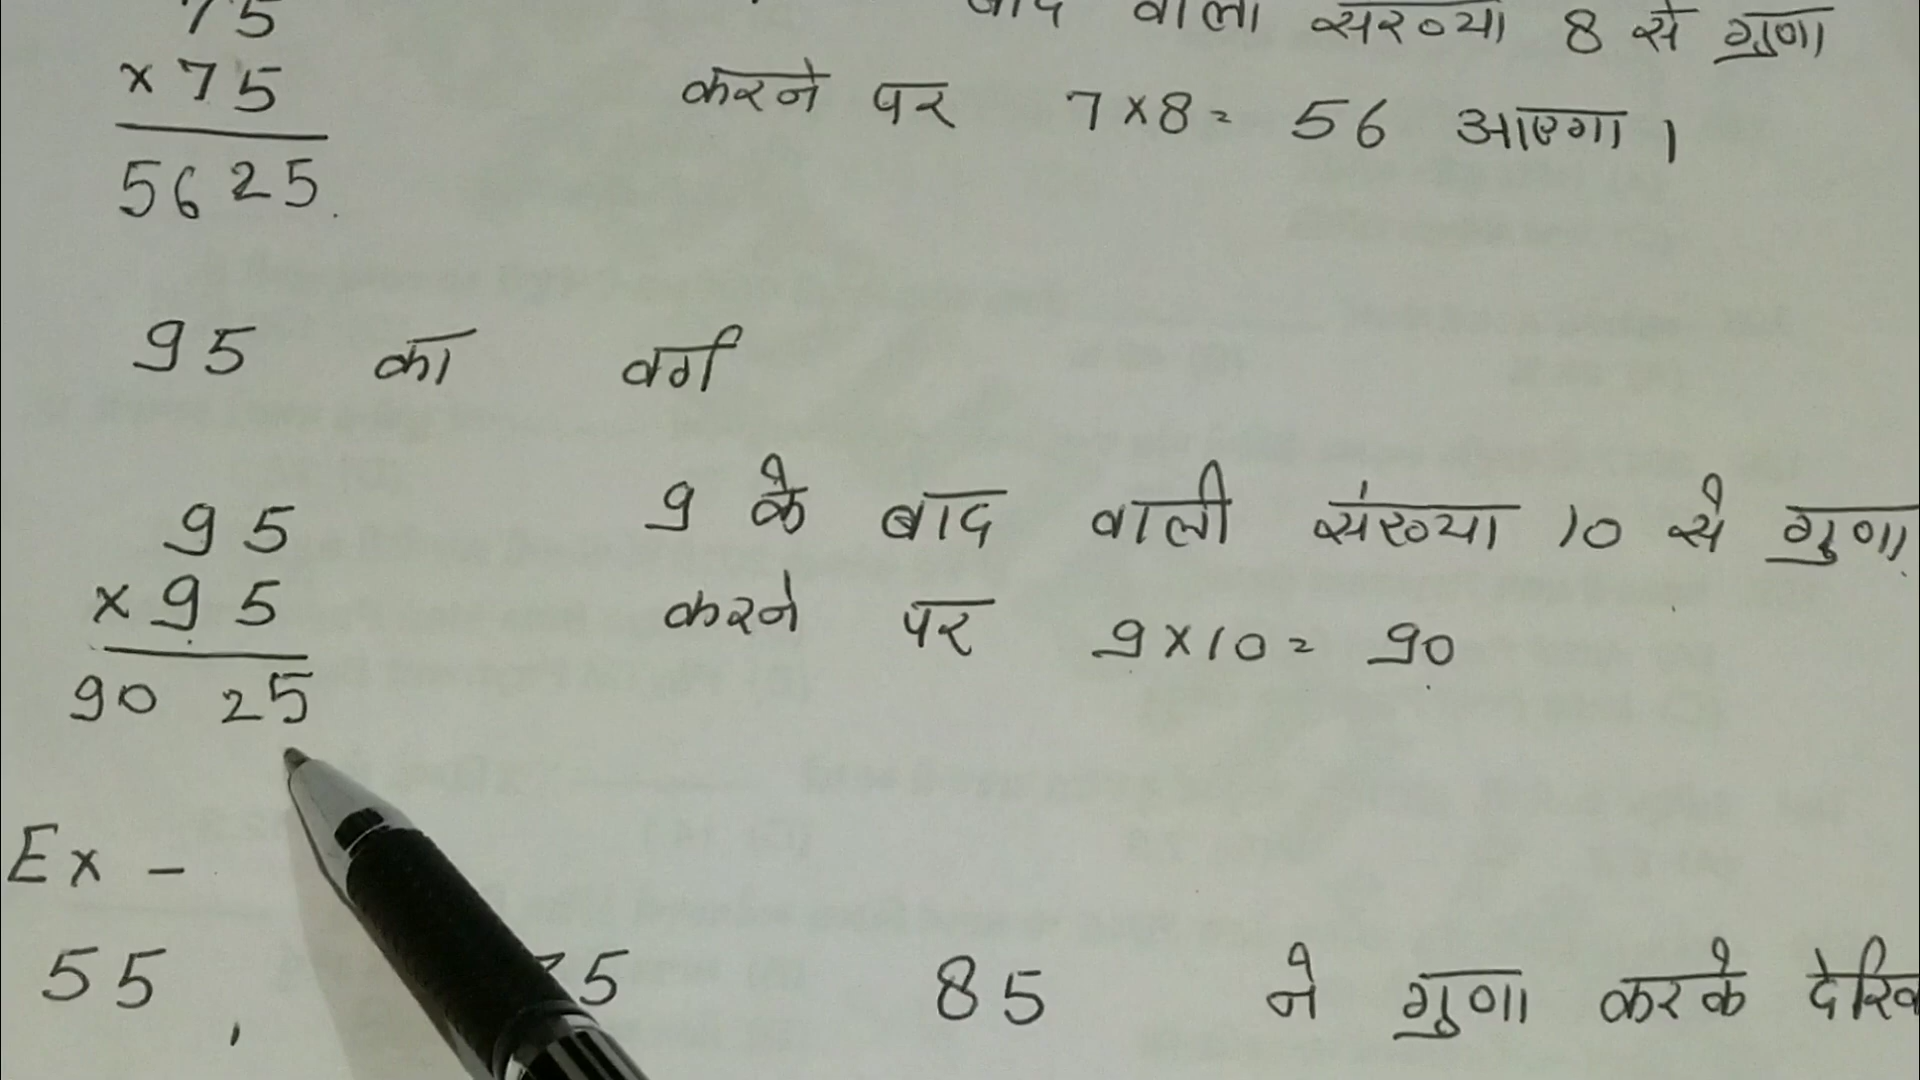 75
बाद वाली संख्या 8 से गुणा
× 75
करने पर 7×8= 56 आएगा।
5625.
95 का वर्ग
95
9 के बाद वाली संख्या 10 से गुणा
× 95
करने पर 9×10= 90
90 25
Ex -
55, 85 ने गुणा करके